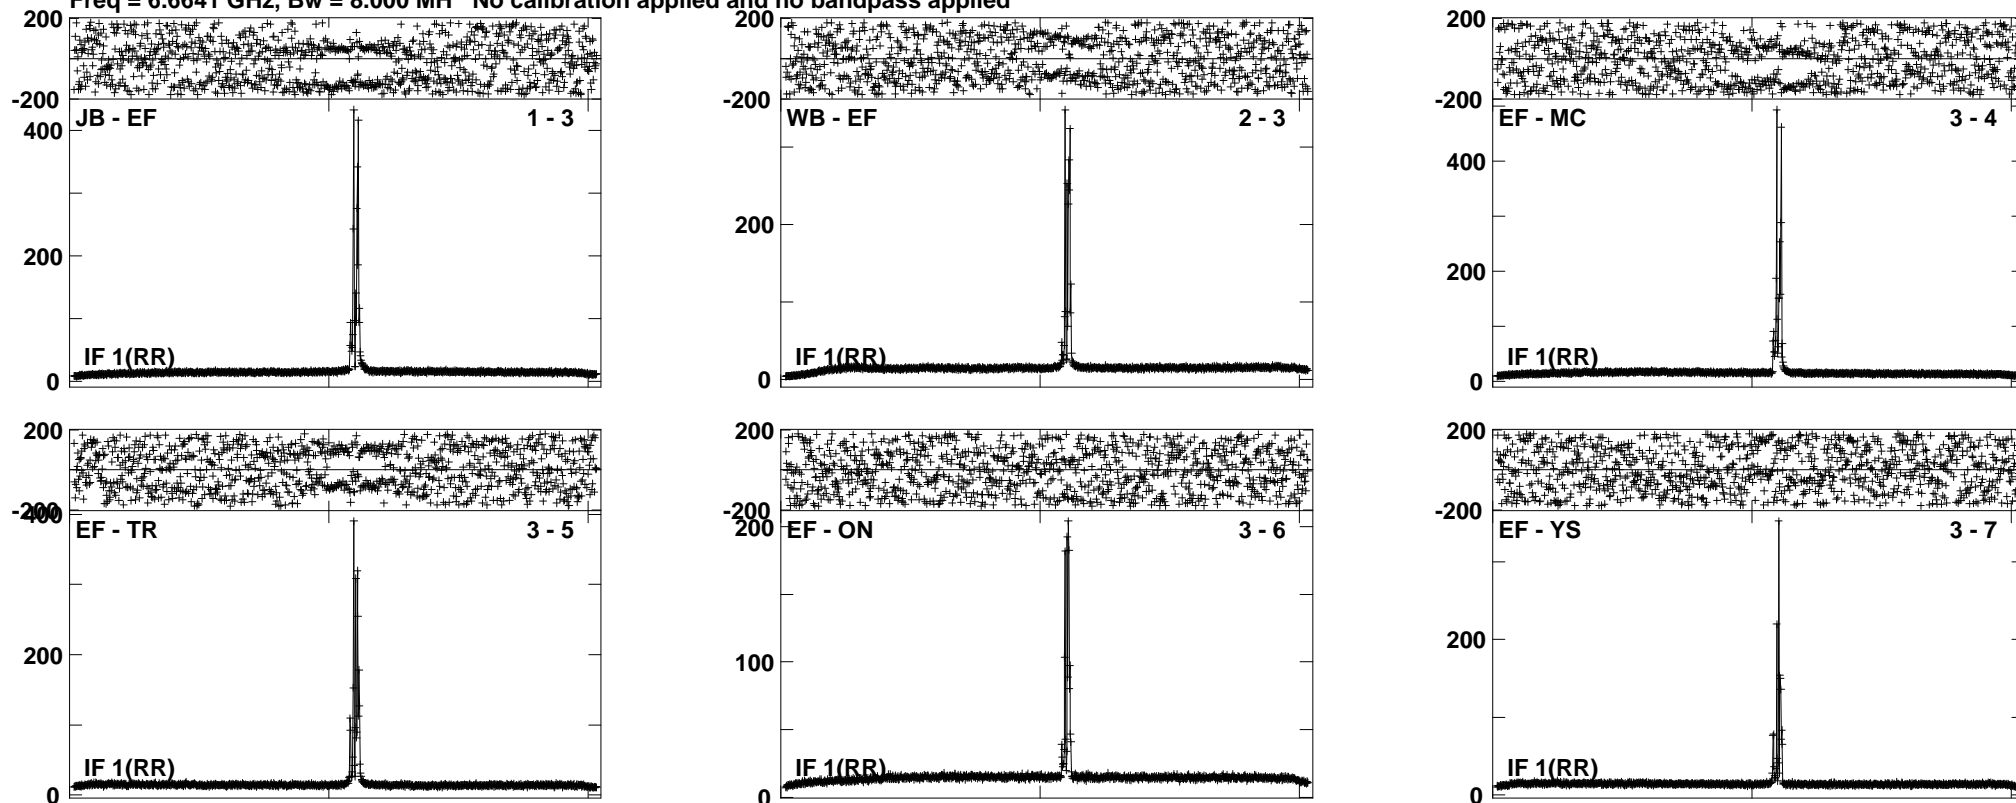 Freq = 6.6641 GHz, Bw = 8.000 MH No calibration applied and no bandpass applied
200 200 200
-200 -200 -200
JB - EF 1 - 3 WB - EF 2 - 3 EF - MC 3 - 4
400 400
200 200 200
IF 1(RR) IF 1(RR) IF 1(RR)
0 0 0
200 200 200
-200 -200 -200
400 200
EF - TR 3 - 5 EF - ON 3 - 6 EF - YS 3 - 7
200 100 200
IF 1(RR) IF 1(RR) IF 1(RR)
0 0 0